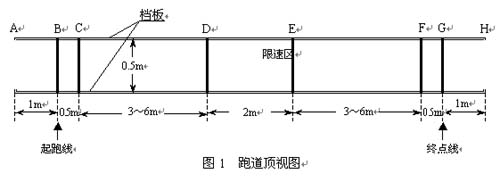 档板
A B C D E F G H
限速区
0.5m
1m 0.5m 3～6m 2m 3～6m 0.5m 1m
起跑线 终点线
图 1 跑道顶视图